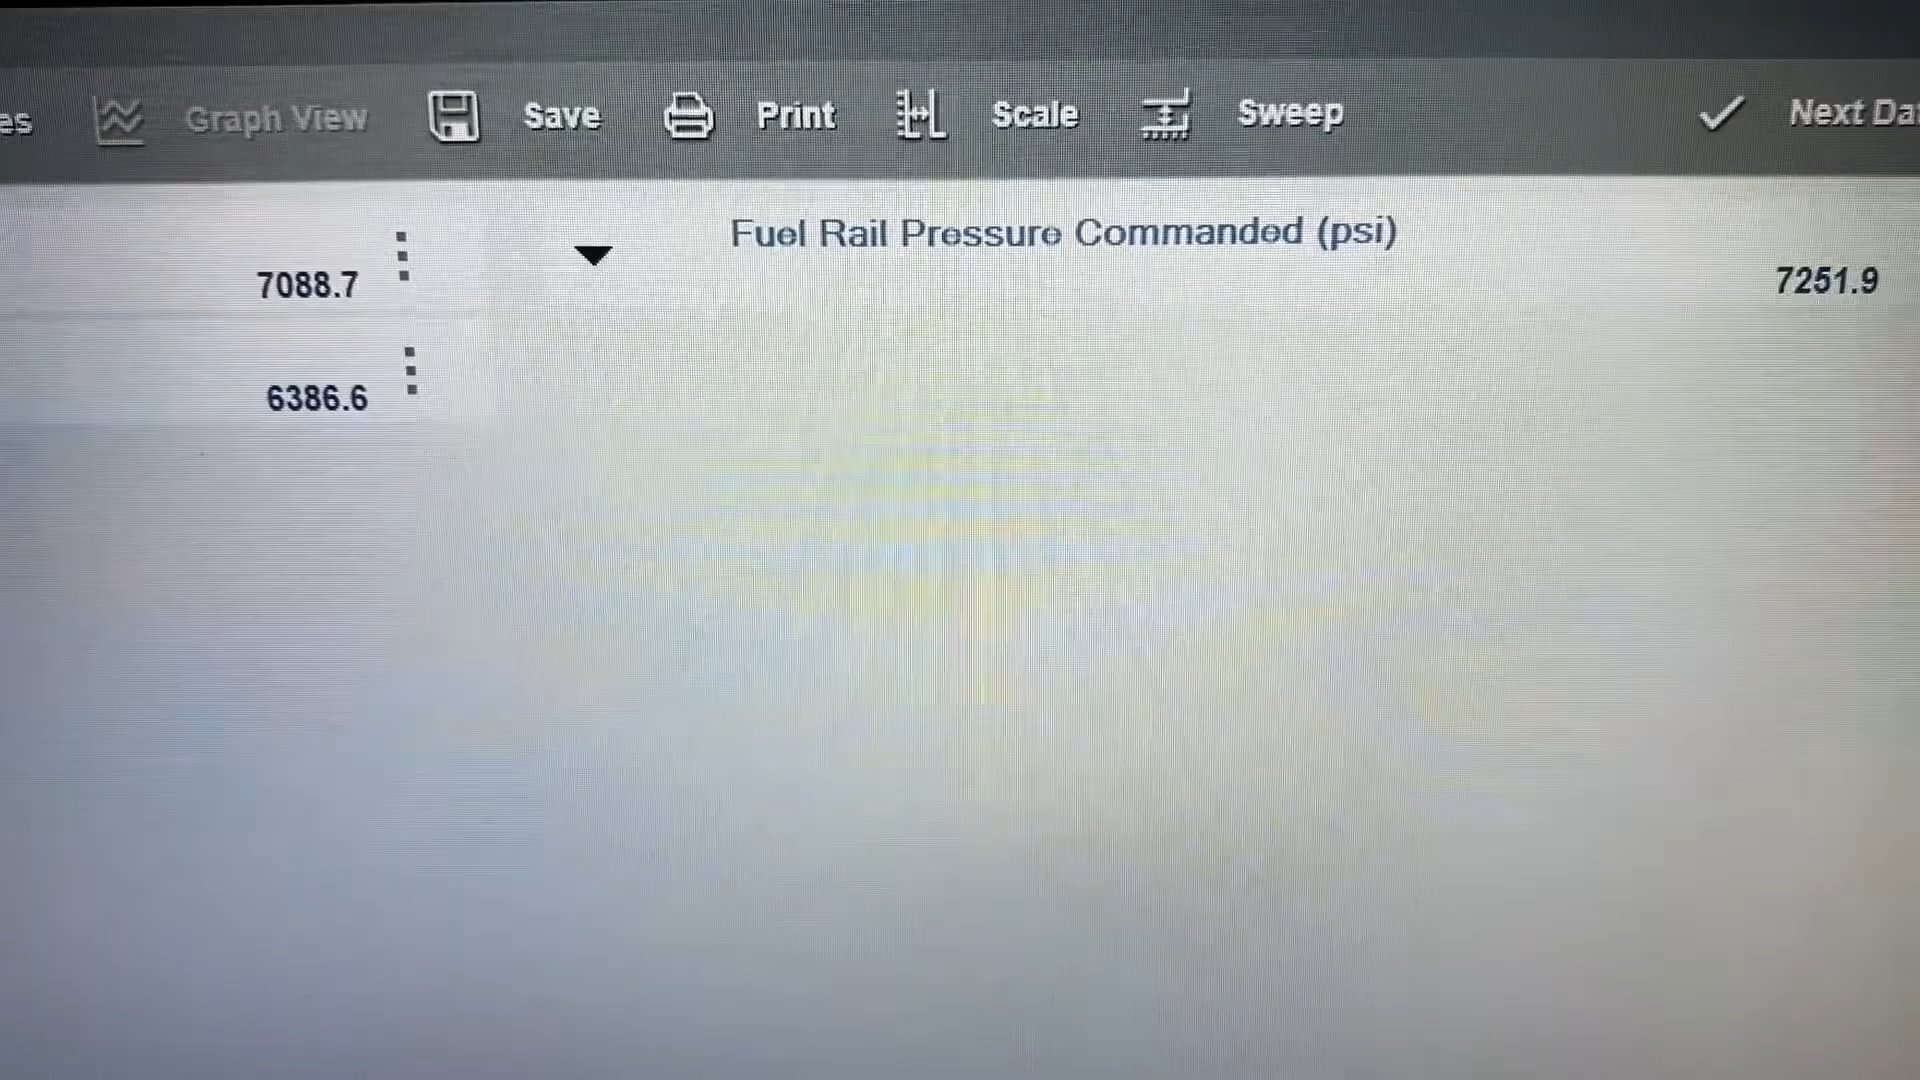 es Graph View Save Print Scale Sweep Next Da
Fuel Rail Pressure Commanded (psi)
7088.7 7251.9
6386.6